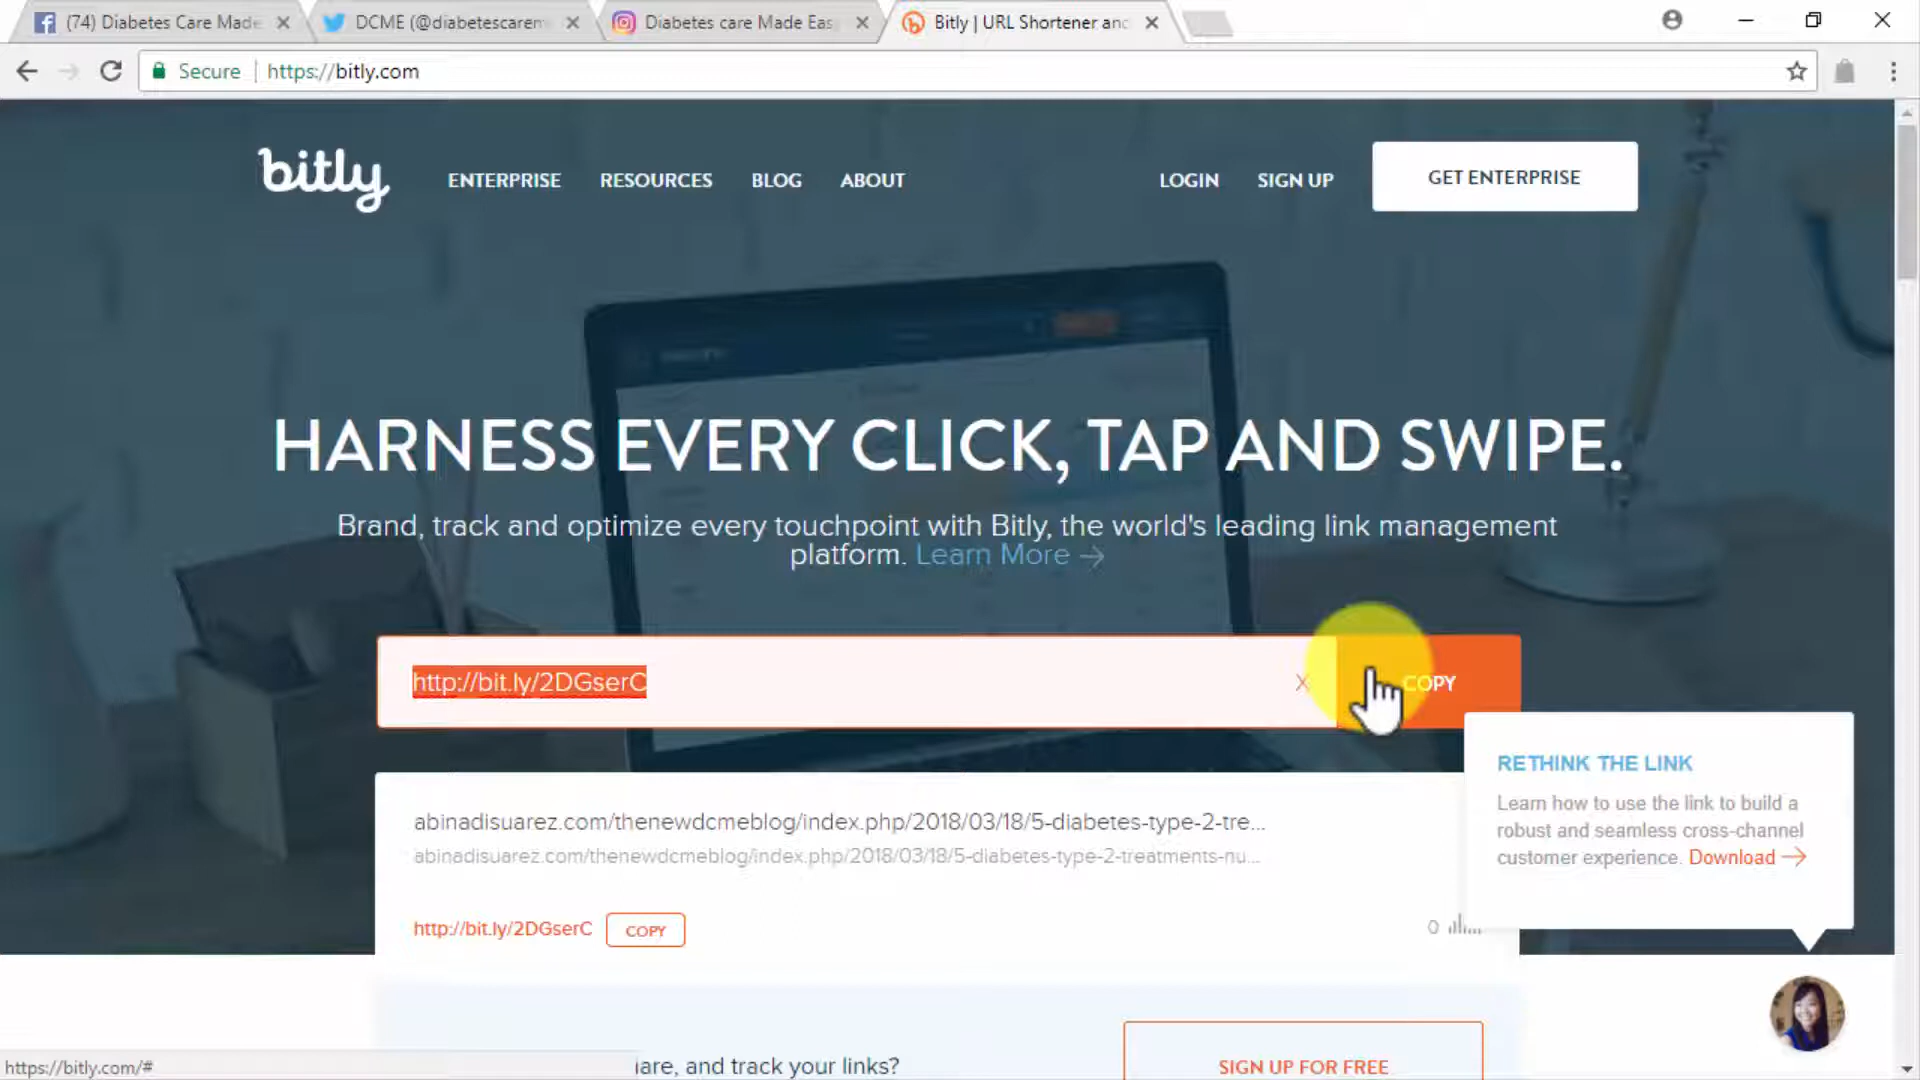 (74) Diabetes Care Made
DCME (@diabetescarem
Diabetes care Made Eas
Bitly | URL Shortener and
Secure
https://bitly.com
bitly
ENTERPRISE
RESOURCES
BLOG
ABOUT
LOGIN
SIGN UP
GET ENTERPRISE
HARNESS EVERY CLICK, TAP AND SWIPE.
Brand, track and optimize every touchpoint with Bitly, the world's leading link management
platform. Learn More →
http://bit.ly/2DGserC
X
COPY
RETHINK THE LINK
Learn how to use the link to build a
robust and seamless cross-channel
customer experience. Download →
abinadisuarez.com/thenewdcmeblog/index.php/2018/03/18/5-diabetes-type-2-tre...
abinadisuarez.com/thenewdcmeblog/index.php/2018/03/18/5-diabetes-type-2-treatments-nu...
http://bit.ly/2DGserC
COPY
0
are, and track your links?
SIGN UP FOR FREE
https://bitly.com/#